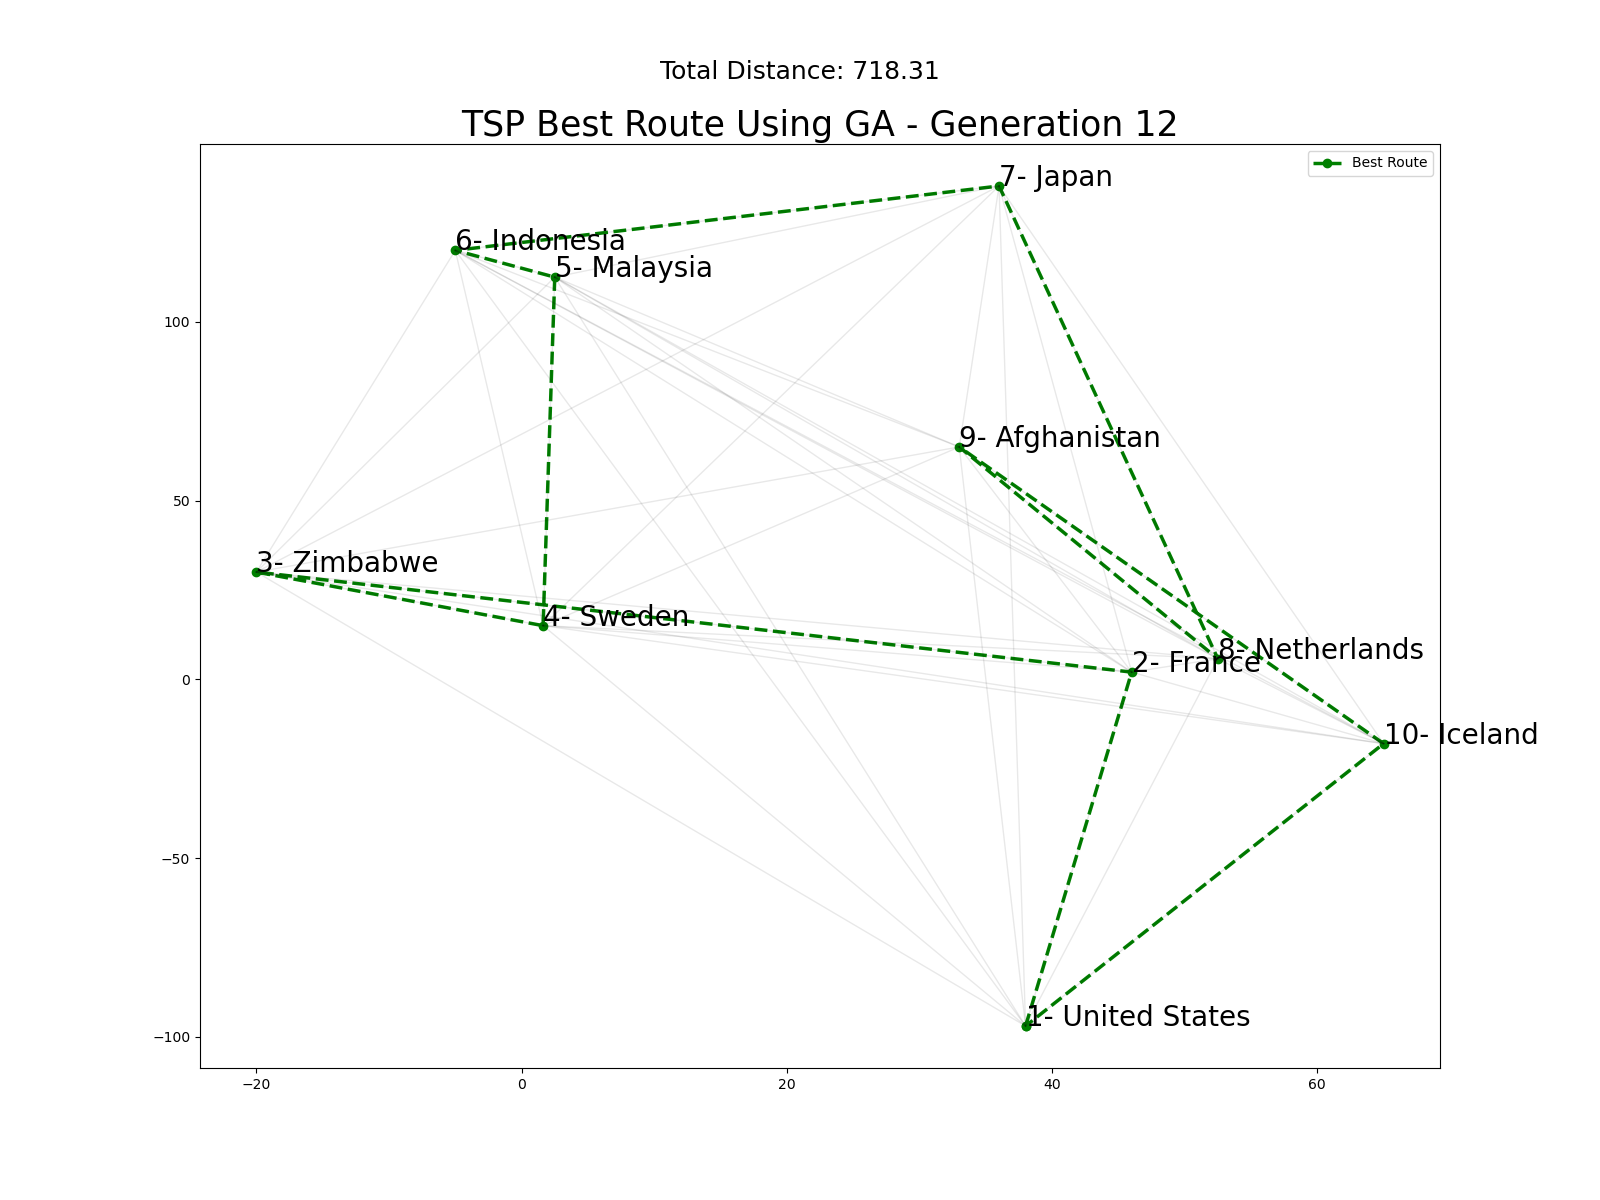 Total Distance: 718.31
TSP Best Route Using GA - Generation 12
Best Route
7- Japan
6- Indonesia
5- Malaysia
9- Afghanistan
3- Zimbabwe
4- Sweden
8- Netherlands
2- France
10- Iceland
1- United States
100
50
0
−50
−100
−20
0
20
40
60